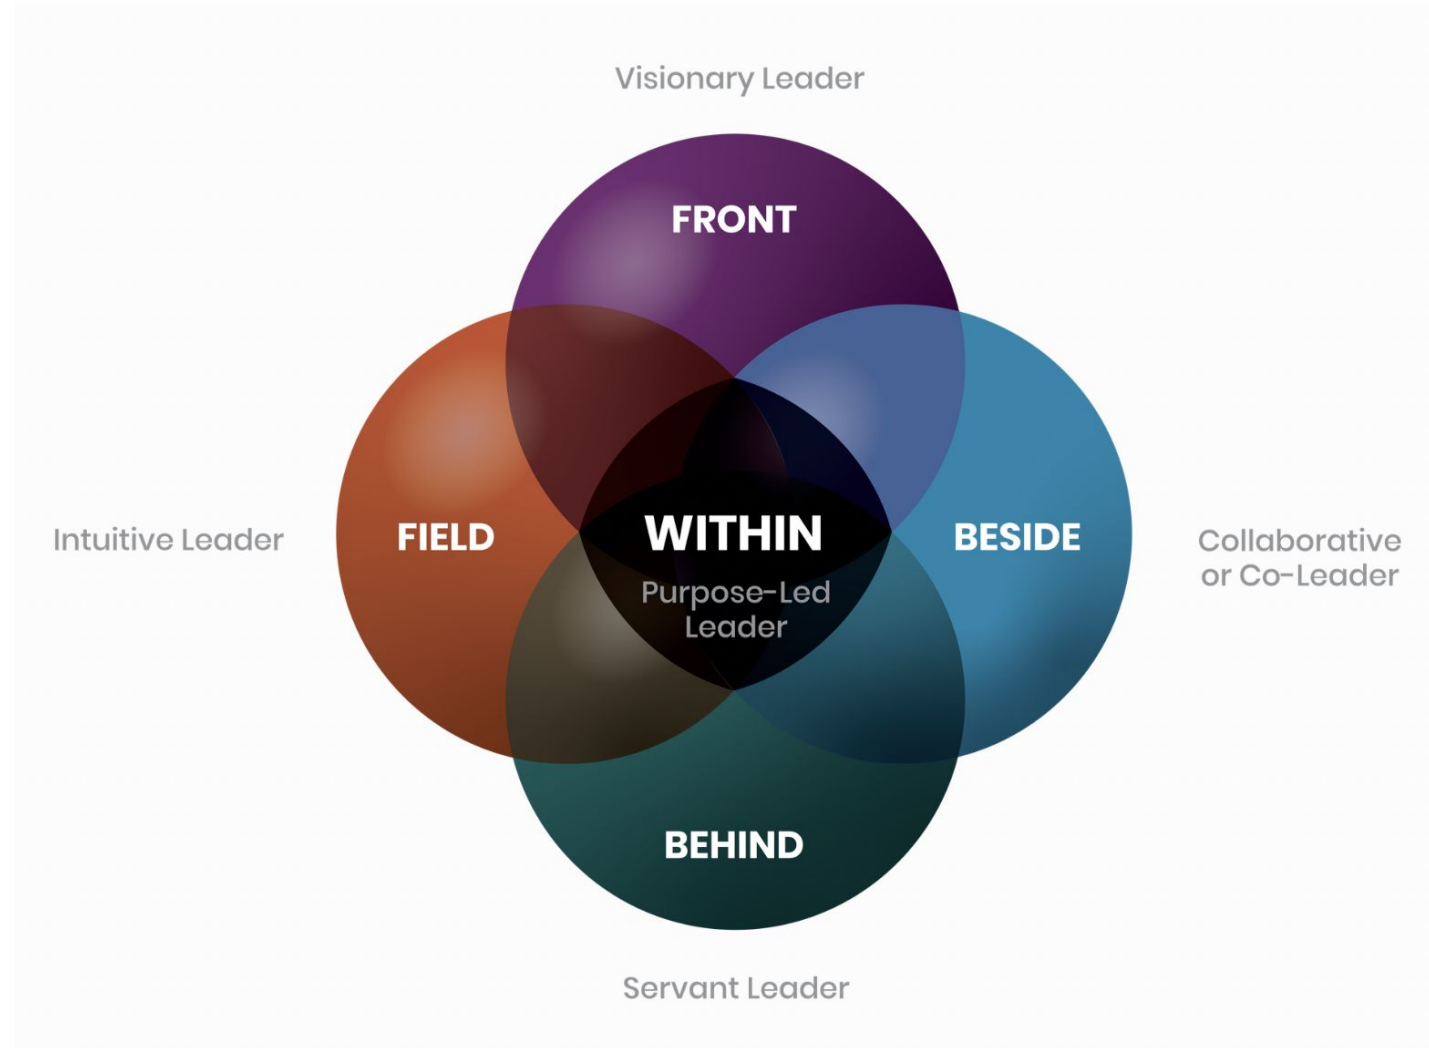 Visionary Leader
FRONT
Intuitive Leader
FIELD
WITHIN
Purpose-Led
Leader
BESIDE
Collaborative
or Co-Leader
BEHIND
Servant Leader